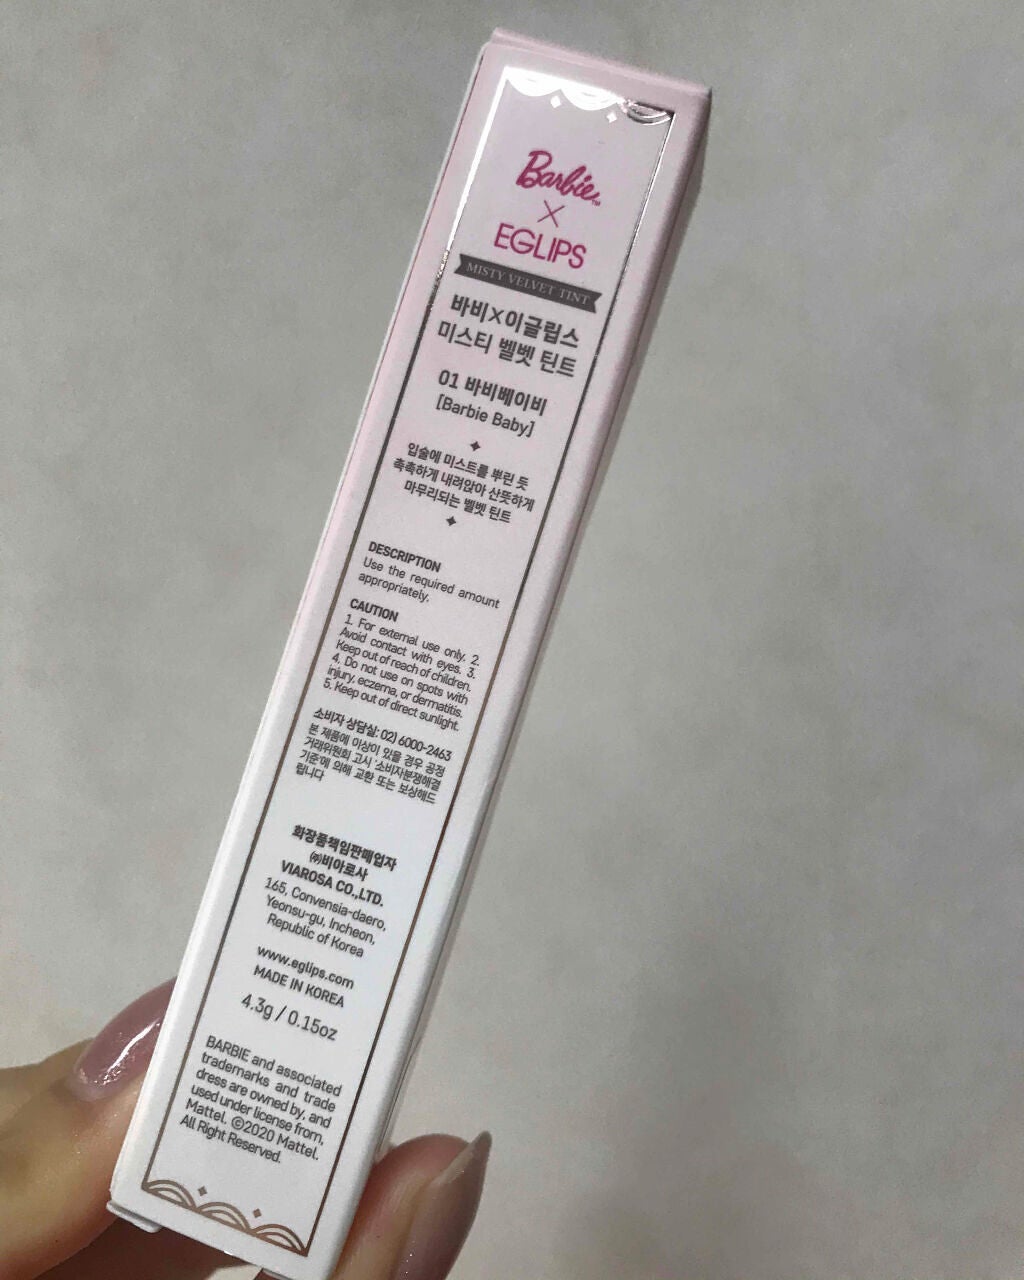 Barbie™
×
EGLIPS
MISTY VELVET TINT
바비×이글립스
미스티 벨벳 틴트
01 바비베이비
[Barbie Baby]
입술에 미스트를 뿌린 듯
촉촉하게 내려앉아 산뜻하게
마무리되는 벨벳 틴트
DESCRIPTION
Use the required amount
appropriately.
CAUTION
1. For external use only. 2.
Avoid contact with eyes. 3.
Keep out of reach of children.
4. Do not use on spots with
injury, eczema, or dermatitis.
5. Keep out of direct sunlight.
소비자 상담실: 02) 6000-2463
본 제품에 이상이 있을 경우 공정
거래위원회 고시 '소비자분쟁해결
기준'에 의해 교환 또는 보상해드
립니다
화장품책임판매업자
㈜비아로사
VIAROSA CO.,LTD.
165, Convensia-daero,
Yeonsu-gu, Incheon,
Republic of Korea
www.eglips.com
MADE IN KOREA
4.3g / 0.15oz
BARBIE and associated
trademarks and trade
dress are owned by, and
used under license from,
Mattel. ©2020 Mattel.
All Right Reserved.